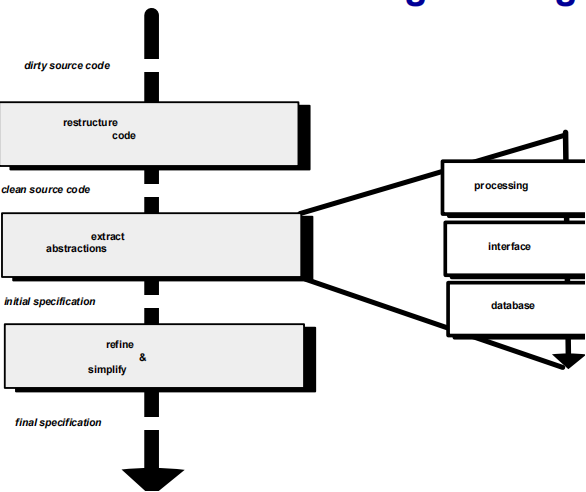 dirty source code
restructure
code
clean source code
processing
extract
abstractions
interface
initial specification
database
refine
&
simplify
final specification